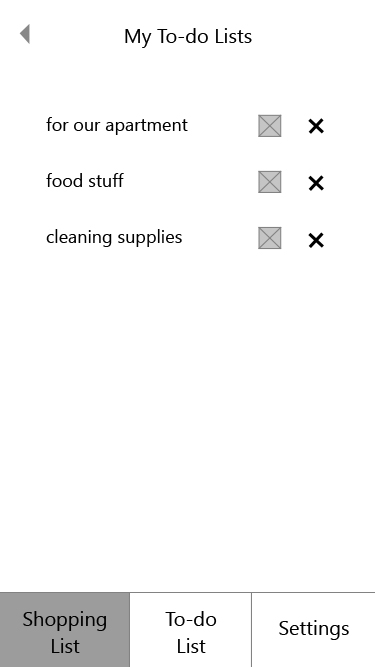 My To-do Lists
for our apartment
food stuff
cleaning supplies
Shopping
List
To-do
List
Settings